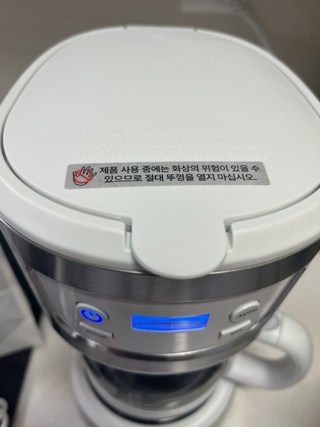 제품 사용 중에는 화상의 위험이 있을 수
있으므로 절대 뚜껑을 열지 마십시오.
AUTO